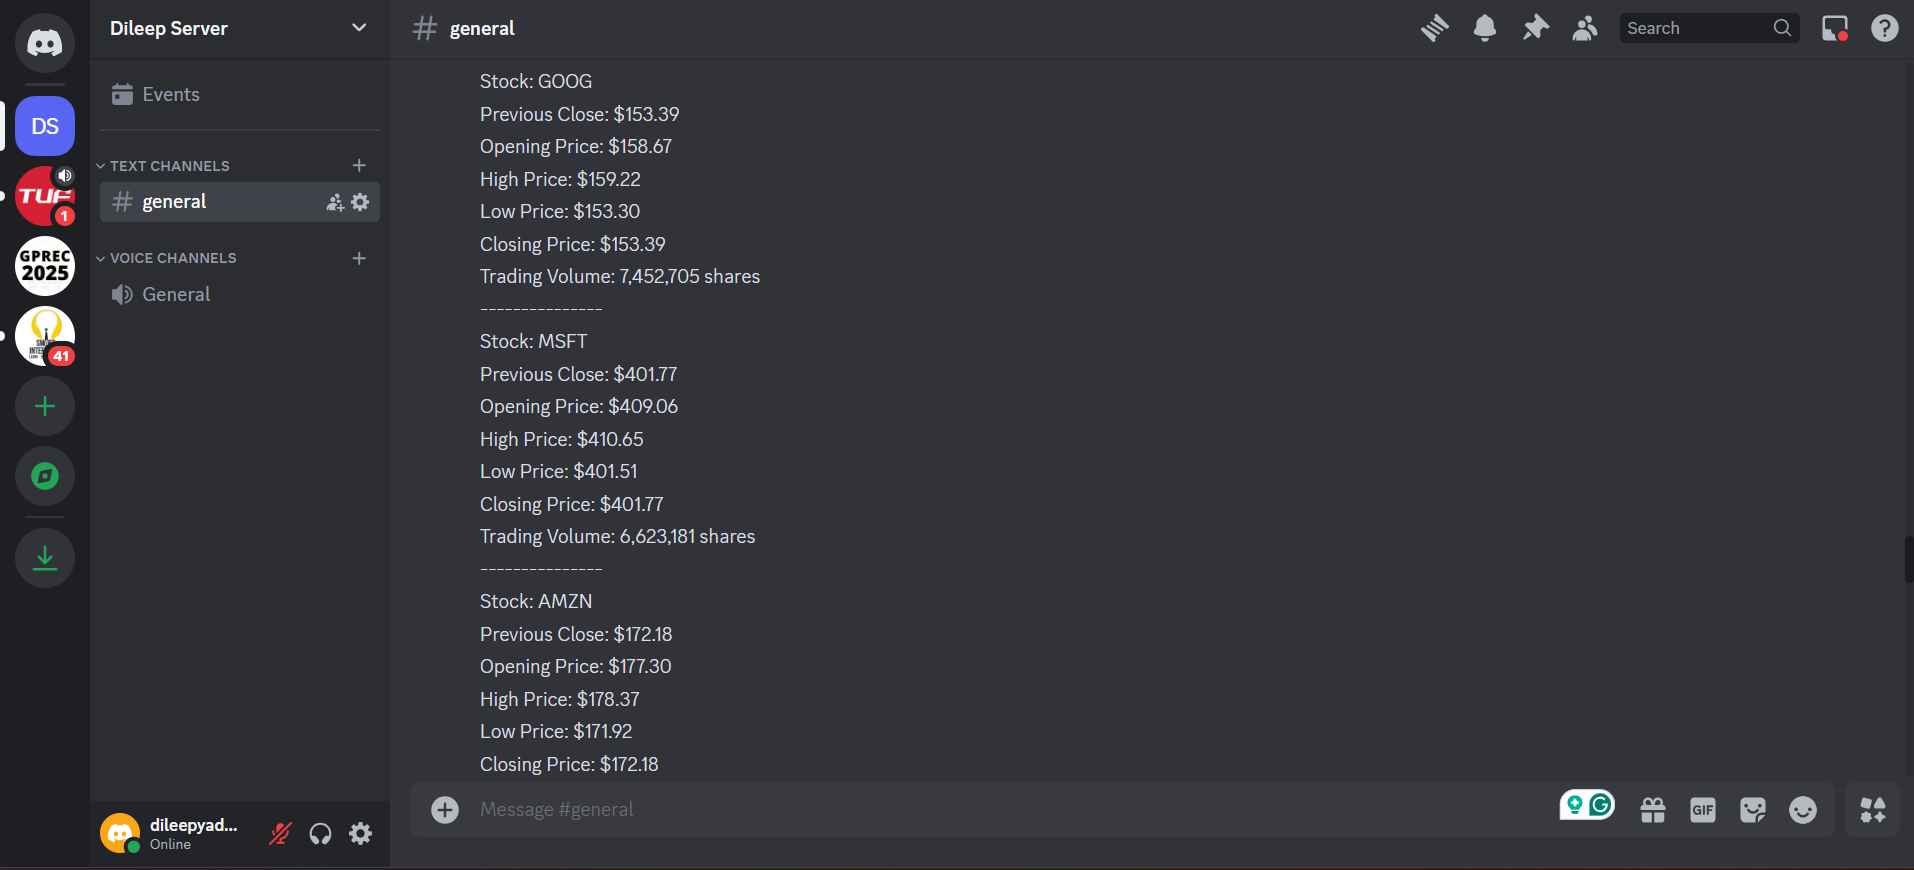 Dileep Server
general
Search
DS
Events
TUF
1
TEXT CHANNELS
general
GPREC
2025
VOICE CHANNELS
General
41
Stock: GOOG
Previous Close: $153.39
Opening Price: $158.67
High Price: $159.22
Low Price: $153.30
Closing Price: $153.39
Trading Volume: 7,452,705 shares
---------------
Stock: MSFT
Previous Close: $401.77
Opening Price: $409.06
High Price: $410.65
Low Price: $401.51
Closing Price: $401.77
Trading Volume: 6,623,181 shares
---------------
Stock: AMZN
Previous Close: $172.18
Opening Price: $177.30
High Price: $178.37
Low Price: $171.92
Closing Price: $172.18
Message #general
GIF
dileepyad...
Online